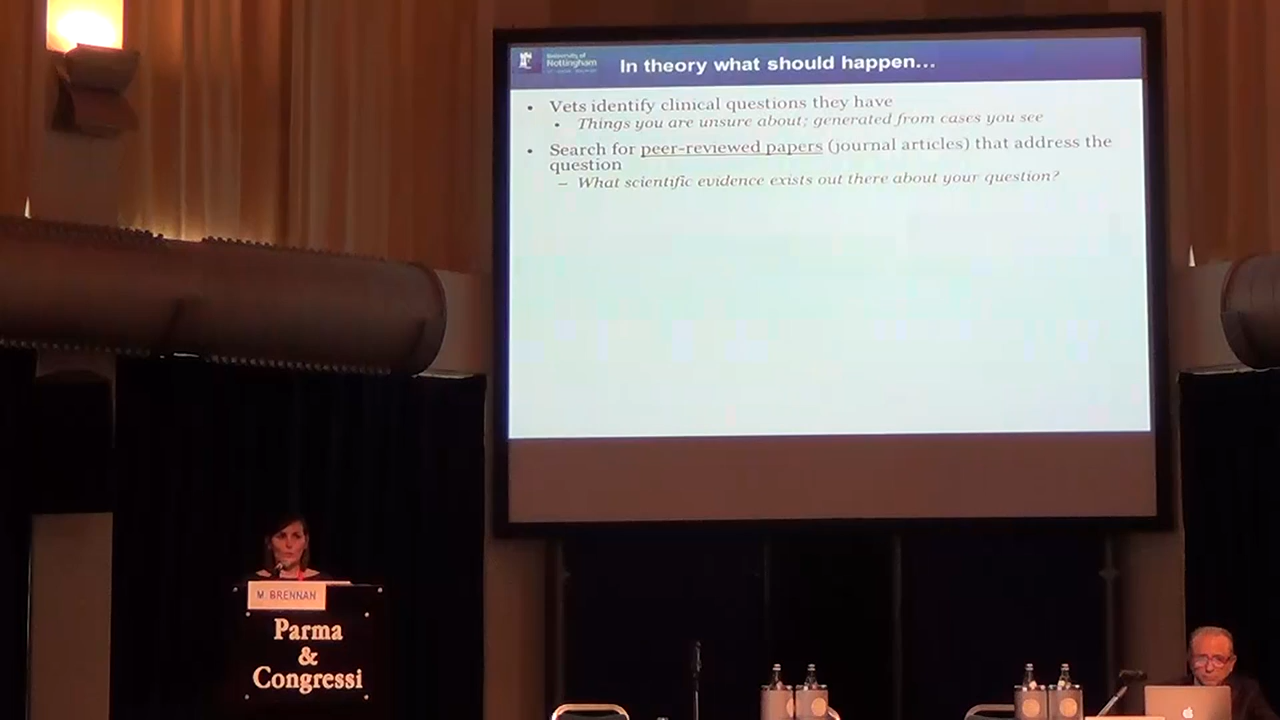 University of
Nottingham
In theory what should happen...
• Vets identify clinical questions they have
• Things you are unsure about; generated from cases you see
• Search for peer-reviewed papers (journal articles) that address the
question
– What scientific evidence exists out there about your question?
M. BRENNAN
Parma
&
Congressi